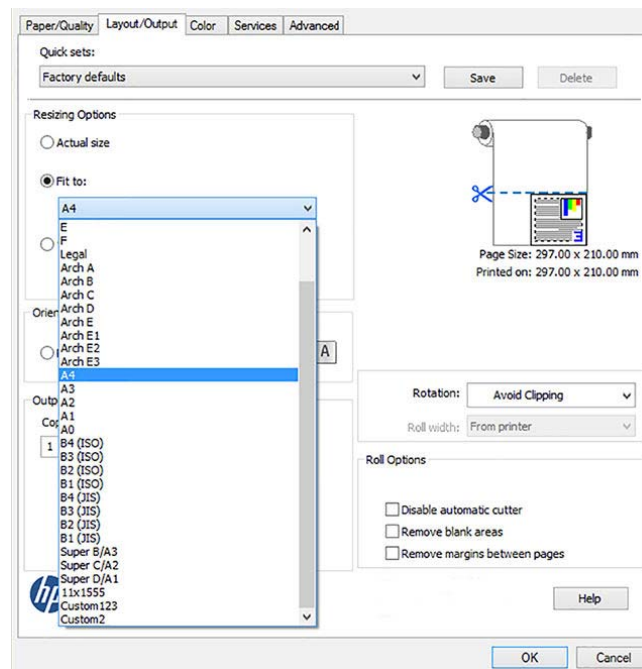 Paper/Quality Layout/Output Color Services Advanced
Quick sets:
Factory defaults Save Delete
Resizing Options
Actual size
Fit to:
A4
E
F
Legal
Arch A
Arch B
Arch C
Arch D
Arch E
Arch E1
Arch E2
Arch E3
A4
A3
A2
A1
A0
B4 (ISO)
B3 (ISO)
B2 (ISO)
B1 (ISO)
B4 (JIS)
B3 (JIS)
B2 (JIS)
B1 (JIS)
Super B/A3
Super C/A2
Super D/A1
11x1555
Custom123
Custom2
Page Size: 297.00 x 210.00 mm
Printed on: 297.00 x 210.00 mm
Orien
A
Outp
Cop
1
Rotation: Avoid Clipping
Roll width: From printer
Roll Options
Disable automatic cutter
Remove blank areas
Remove margins between pages
hp
Help
OK Cancel